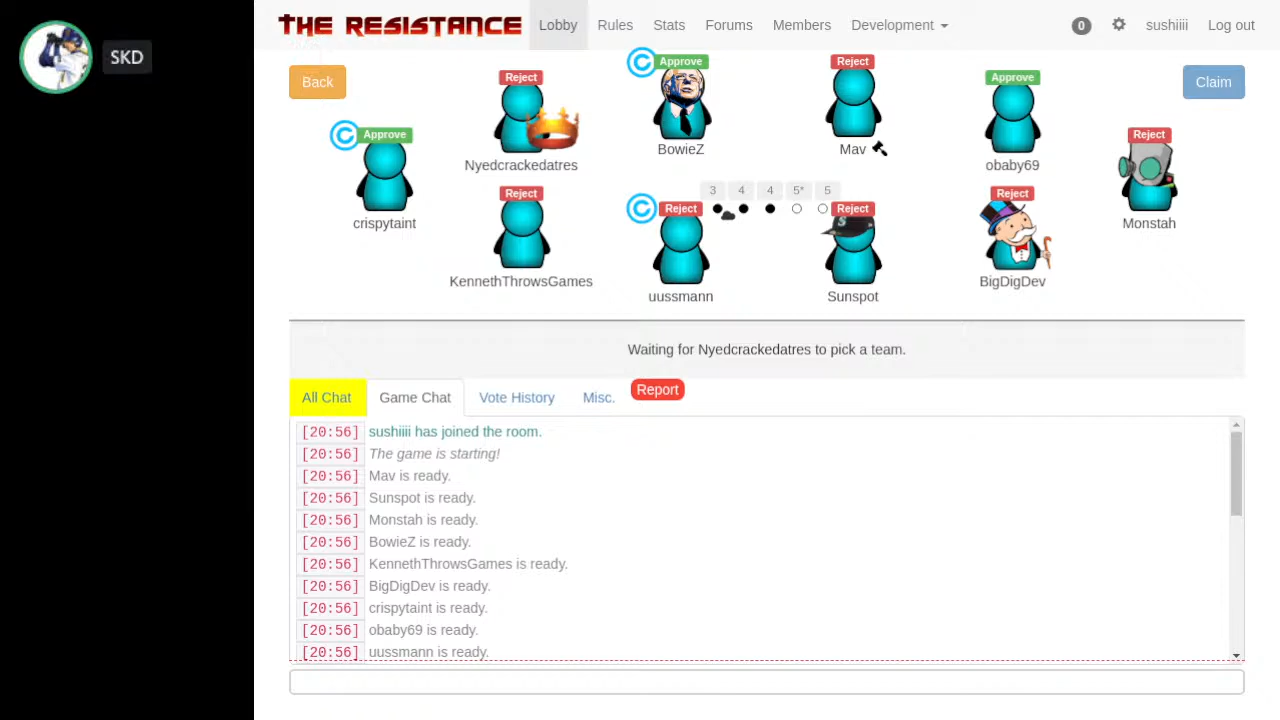 SKD
THE RESISTANCE
Lobby Rules Stats Forums Members Development 0 sushiiii Log out
Back
Claim
Approve
crispytaint
Reject
Nyedcrackedatres
Approve
BowieZ
Reject
Mav
Approve
obaby69
Reject
Monstah
Reject
KennethThrowsGames
3 4 4 5* 5
Reject
uussmann
Reject
Sunspot
Reject
BigDigDev
Waiting for Nyedcrackedatres to pick a team.
All Chat Game Chat Vote History Misc. Report
[20:56] sushiiii has joined the room.
[20:56] The game is starting!
[20:56] Mav is ready.
[20:56] Sunspot is ready.
[20:56] Monstah is ready.
[20:56] BowieZ is ready.
[20:56] KennethThrowsGames is ready.
[20:56] BigDigDev is ready.
[20:56] crispytaint is ready.
[20:56] obaby69 is ready.
[20:56] uussmann is ready.